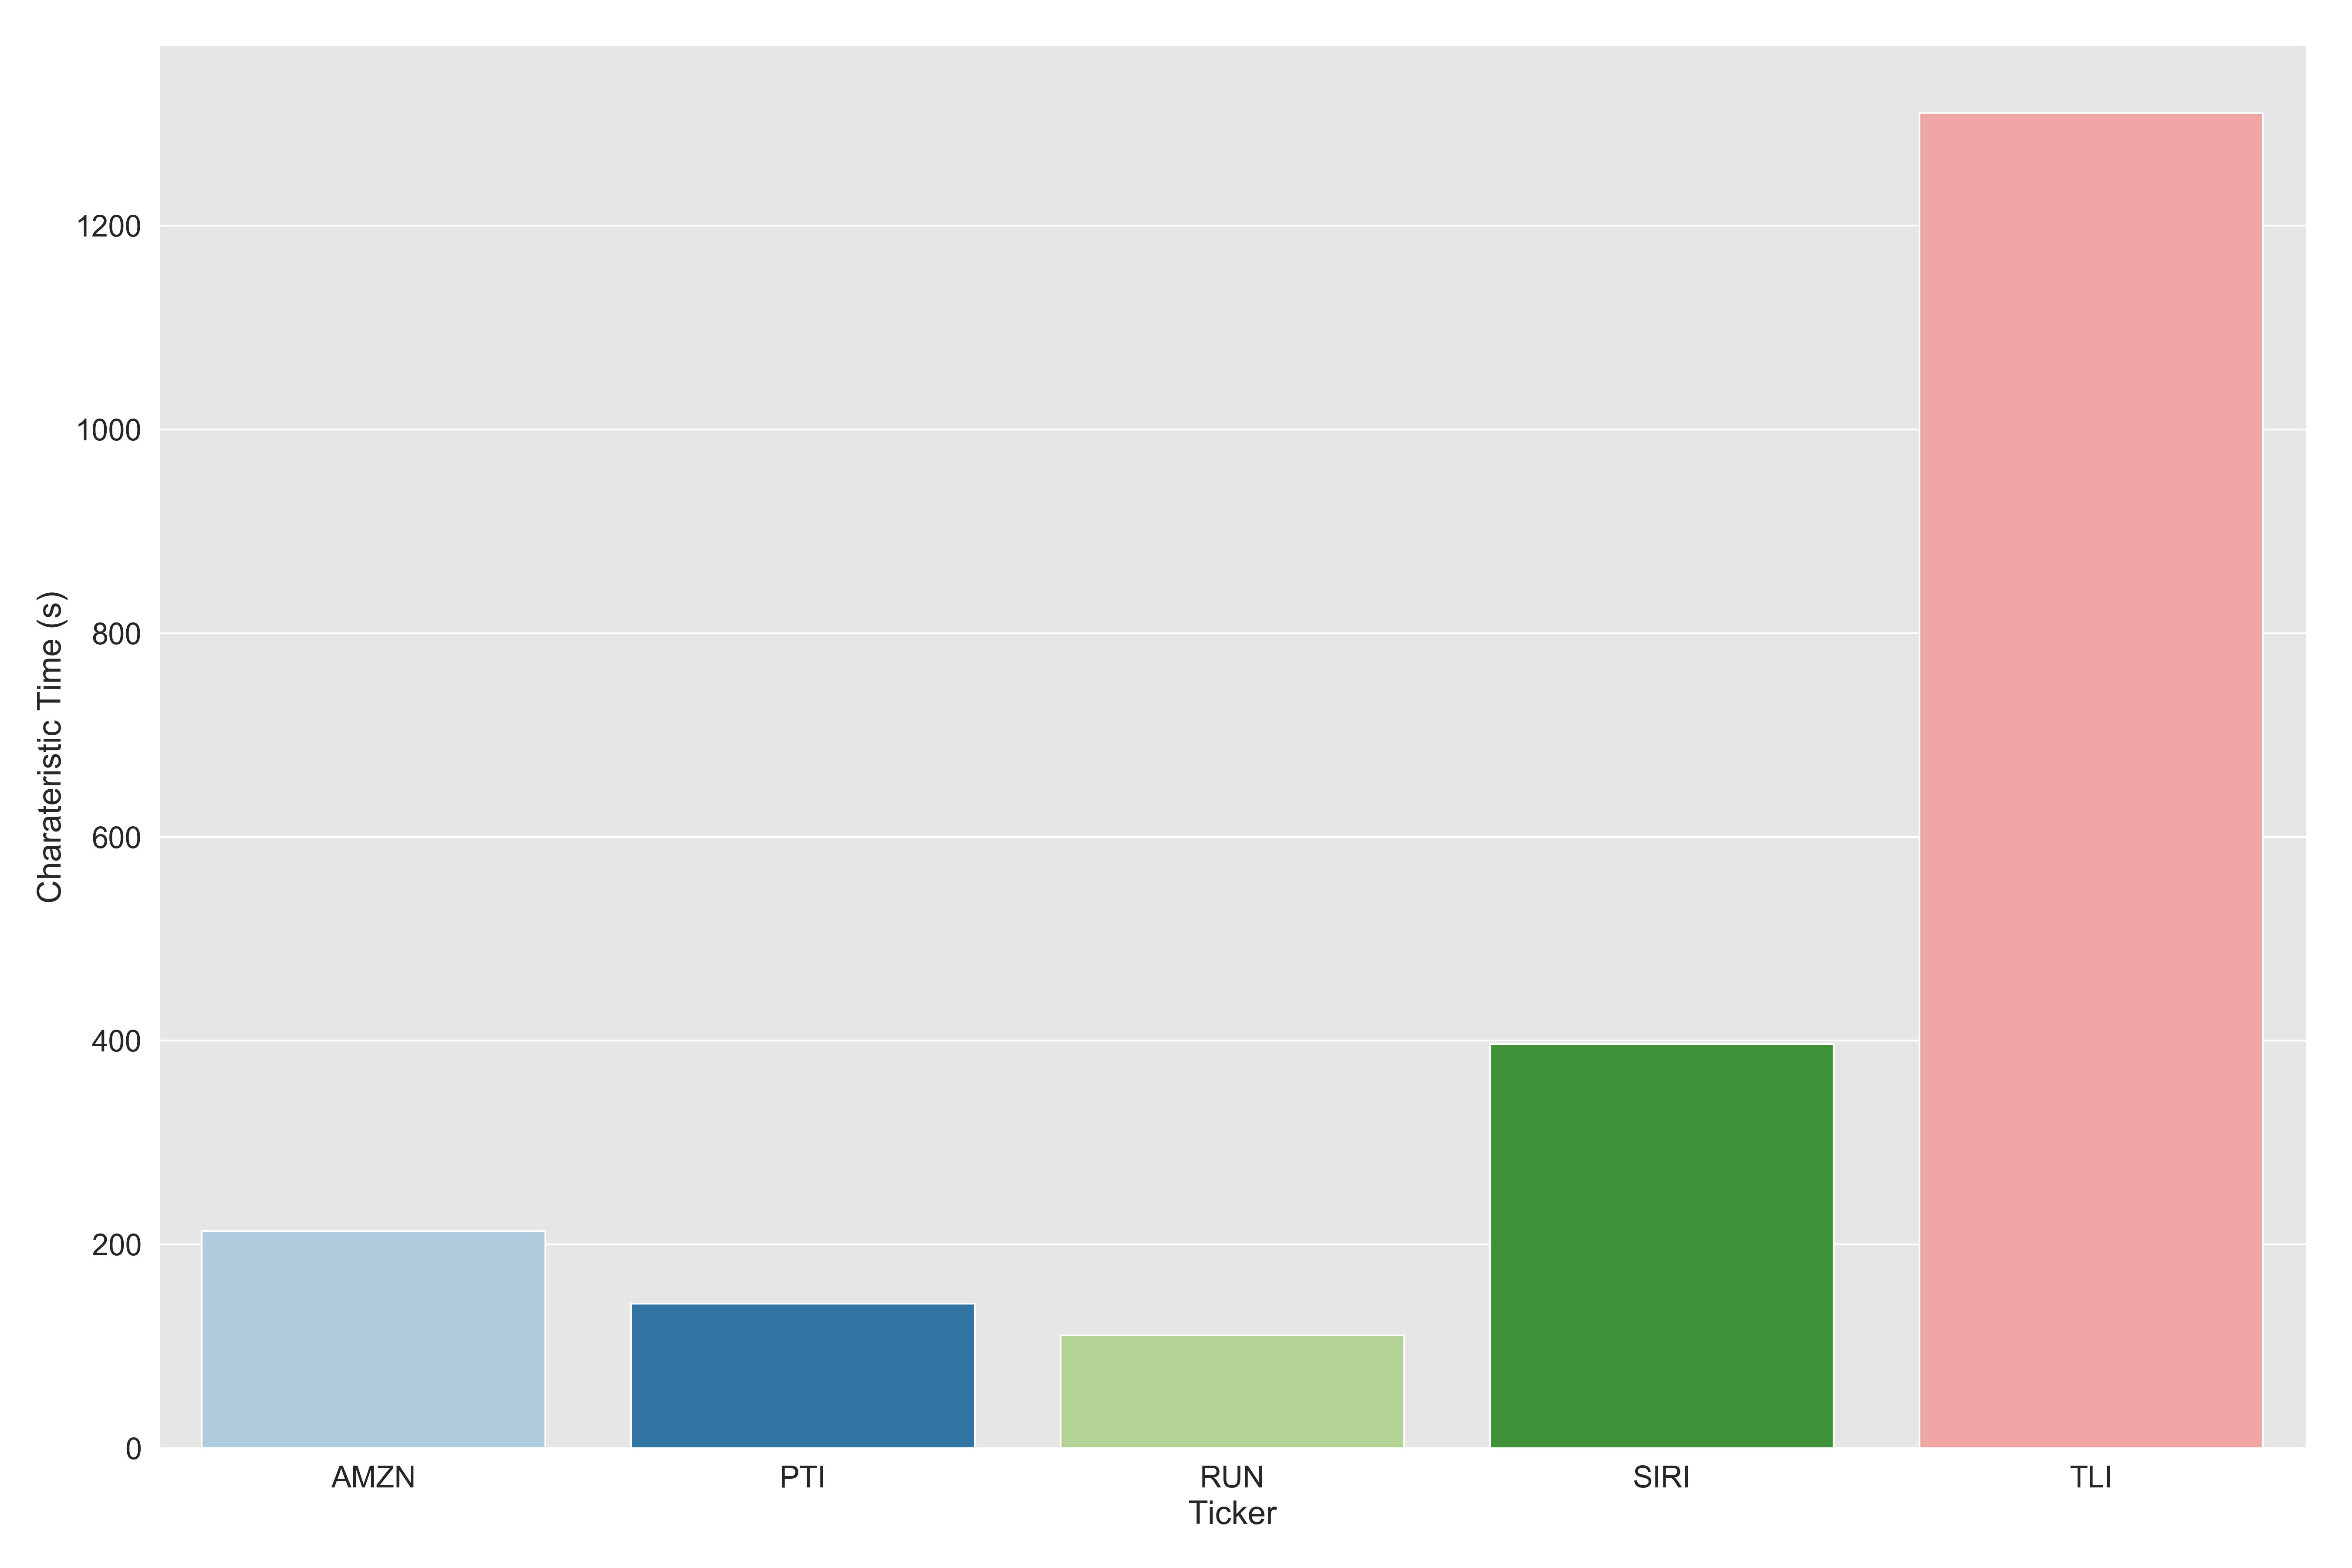 Charateristic Time (s)
1200
1000
800
600
400
200
0
AMZN PTI RUN SIRI TLI
Ticker